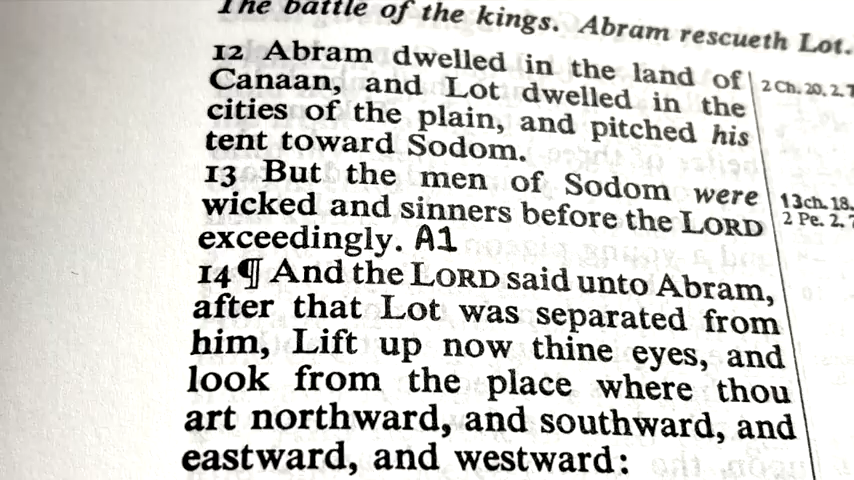 The battle of the kings. Abram rescueth Lot.
12 Abram dwelled in the land of
Canaan, and Lot dwelled in the
cities of the plain, and pitched his
tent toward Sodom.
13 But the men of Sodom were
wicked and sinners before the LORD
exceedingly. A1
14 ¶ And the LORD said unto Abram,
after that Lot was separated from
him, Lift up now thine eyes, and
look from the place where thou
art northward, and southward, and
eastward, and westward:
2 Ch. 20. 2, 7
13 ch. 18.
2 Pe. 2. 7